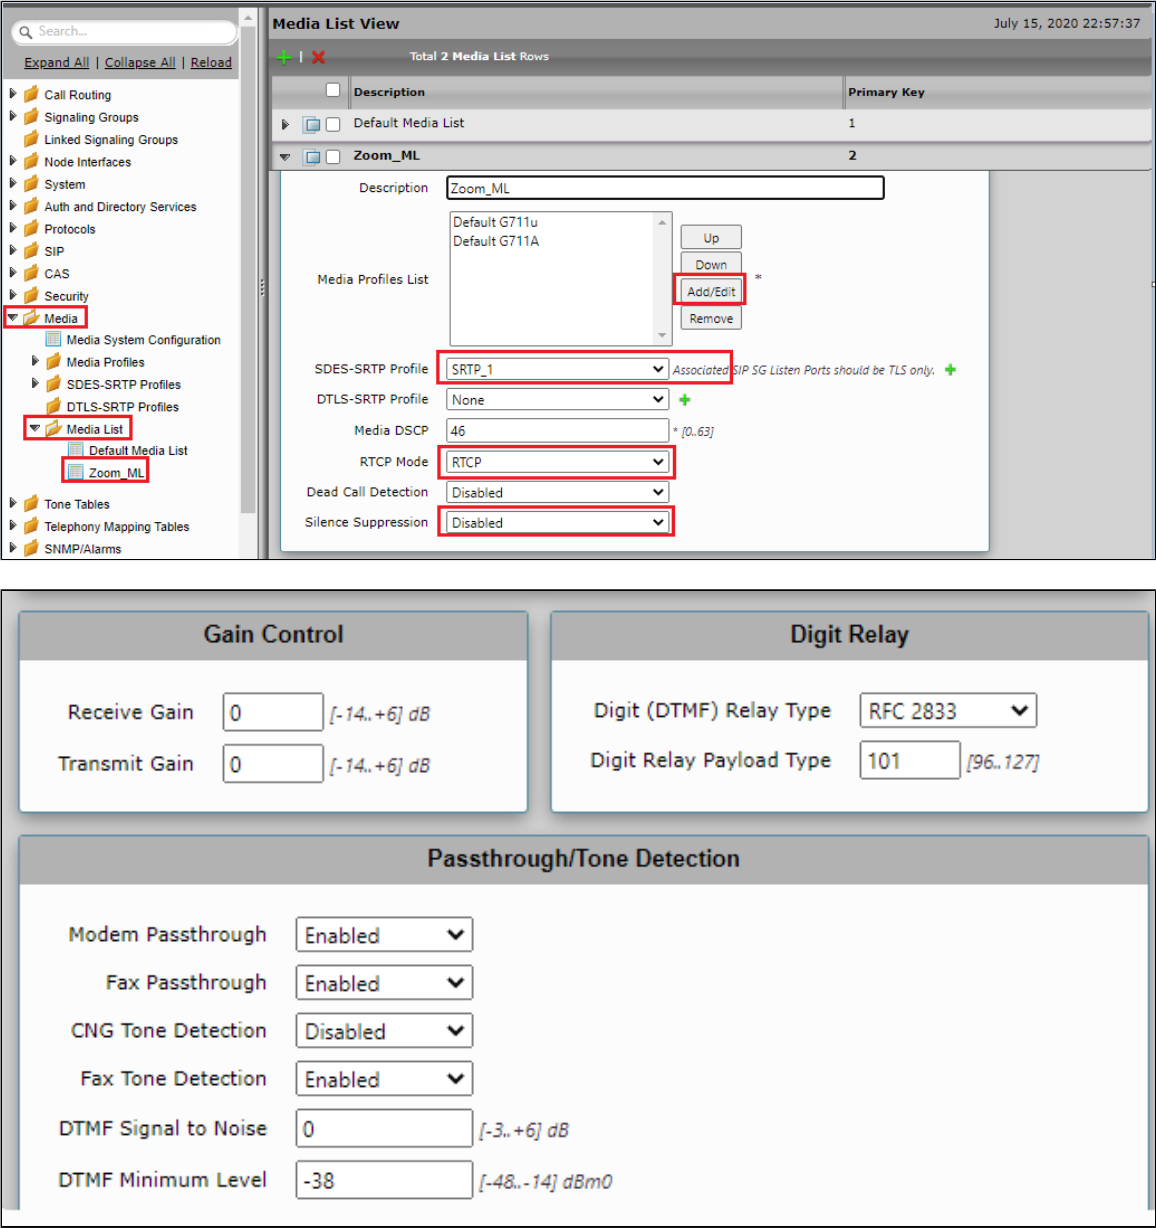 Search...
Expand All | Collapse All | Reload
Call Routing
Signaling Groups
Linked Signaling Groups
Node Interfaces
System
Auth and Directory Services
Protocols
SIP
CAS
Security
Media
Media System Configuration
Media Profiles
SDES-SRTP Profiles
DTLS-SRTP Profiles
Media List
Default Media List
Zoom_ML
Tone Tables
Telephony Mapping Tables
SNMP/Alarms
Media List View July 15, 2020 22:57:37
| Total 2 Media List Rows
Description Primary Key
Default Media List 1
Zoom_ML 2
Description Zoom_ML
Default G711u
Default G711A
Media Profiles List
Up
Down
Add/Edit
Remove
*
SDES-SRTP Profile SRTP_1 Associated SIP SG Listen Ports should be TLS only.
DTLS-SRTP Profile None
Media DSCP 46 * [0..63]
RTCP Mode RTCP
Dead Call Detection Disabled
Silence Suppression Disabled
Gain Control
Receive Gain 0 [-14..+6] dB
Transmit Gain 0 [-14..+6] dB
Digit Relay
Digit (DTMF) Relay Type RFC 2833
Digit Relay Payload Type 101 [96..127]
Passthrough/Tone Detection
Modem Passthrough Enabled
Fax Passthrough Enabled
CNG Tone Detection Disabled
Fax Tone Detection Enabled
DTMF Signal to Noise 0 [-3..+6] dB
DTMF Minimum Level -38 [-48..-14] dBm0